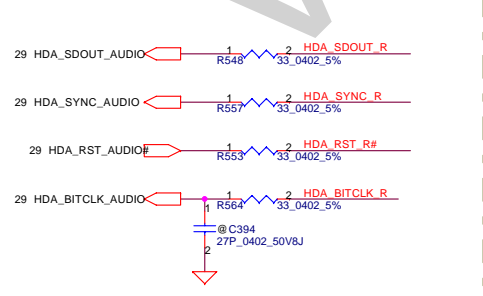 29 HDA_SDOUT_AUDIO 1 R548 2 33_0402_5% HDA_SDOUT_R
29 HDA_SYNC_AUDIO 1 R557 2 33_0402_5% HDA_SYNC_R
29 HDA_RST_AUDIO# 1 R553 2 33_0402_5% HDA_RST_R#
29 HDA_BITCLK_AUDIO 1 R564 2 33_0402_5% HDA_BITCLK_R
1
@C394
27P_0402_50V8J
2